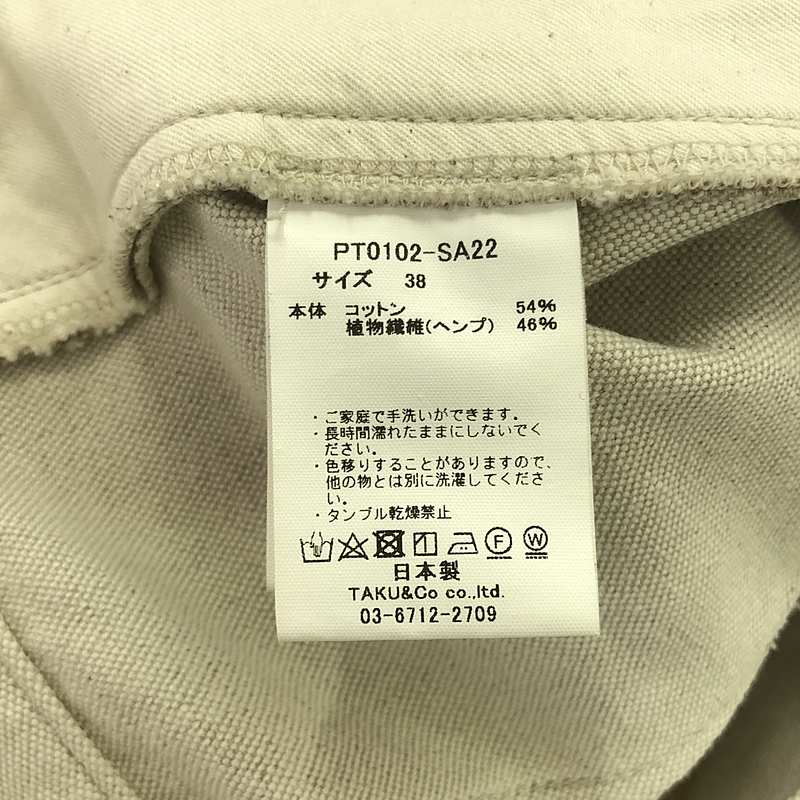 PT0102-SA22
サイズ 38
本体 コットン 54%
植物繊維(ヘンプ) 46%
・ご家庭で手洗いができます。
・長時間濡れたままにしないでく
ださい。
・色移りすることがありますので、
他の物とは別に洗濯してくださ
い。
・タンブル乾燥禁止
F W
日本製
TAKU&Co co.,ltd.
03-6712-2709